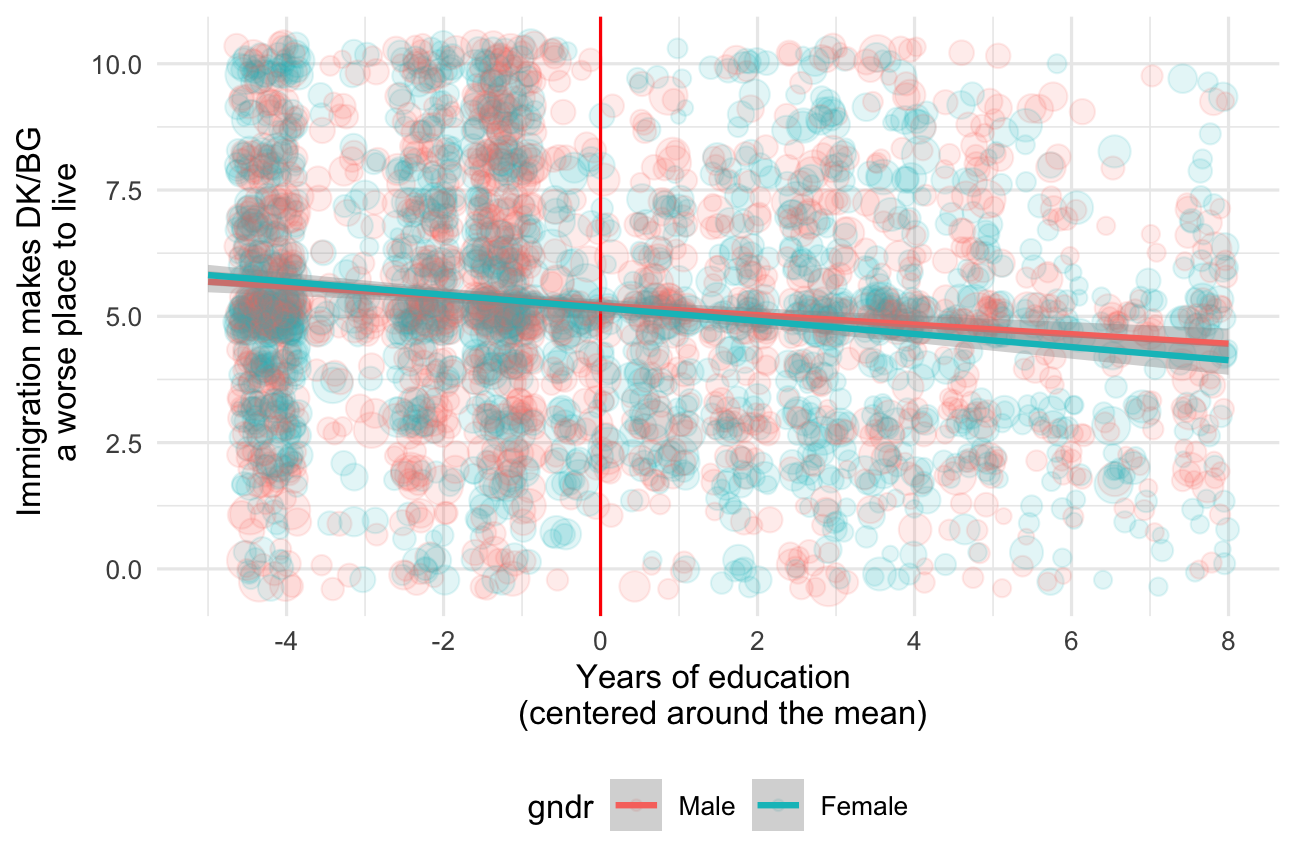 Immigration makes DK/BG
a worse place to live
10.0
7.5
5.0
2.5
0.0
-4 -2 0 2 4 6 8
Years of education
(centered around the mean)
gndr Male Female